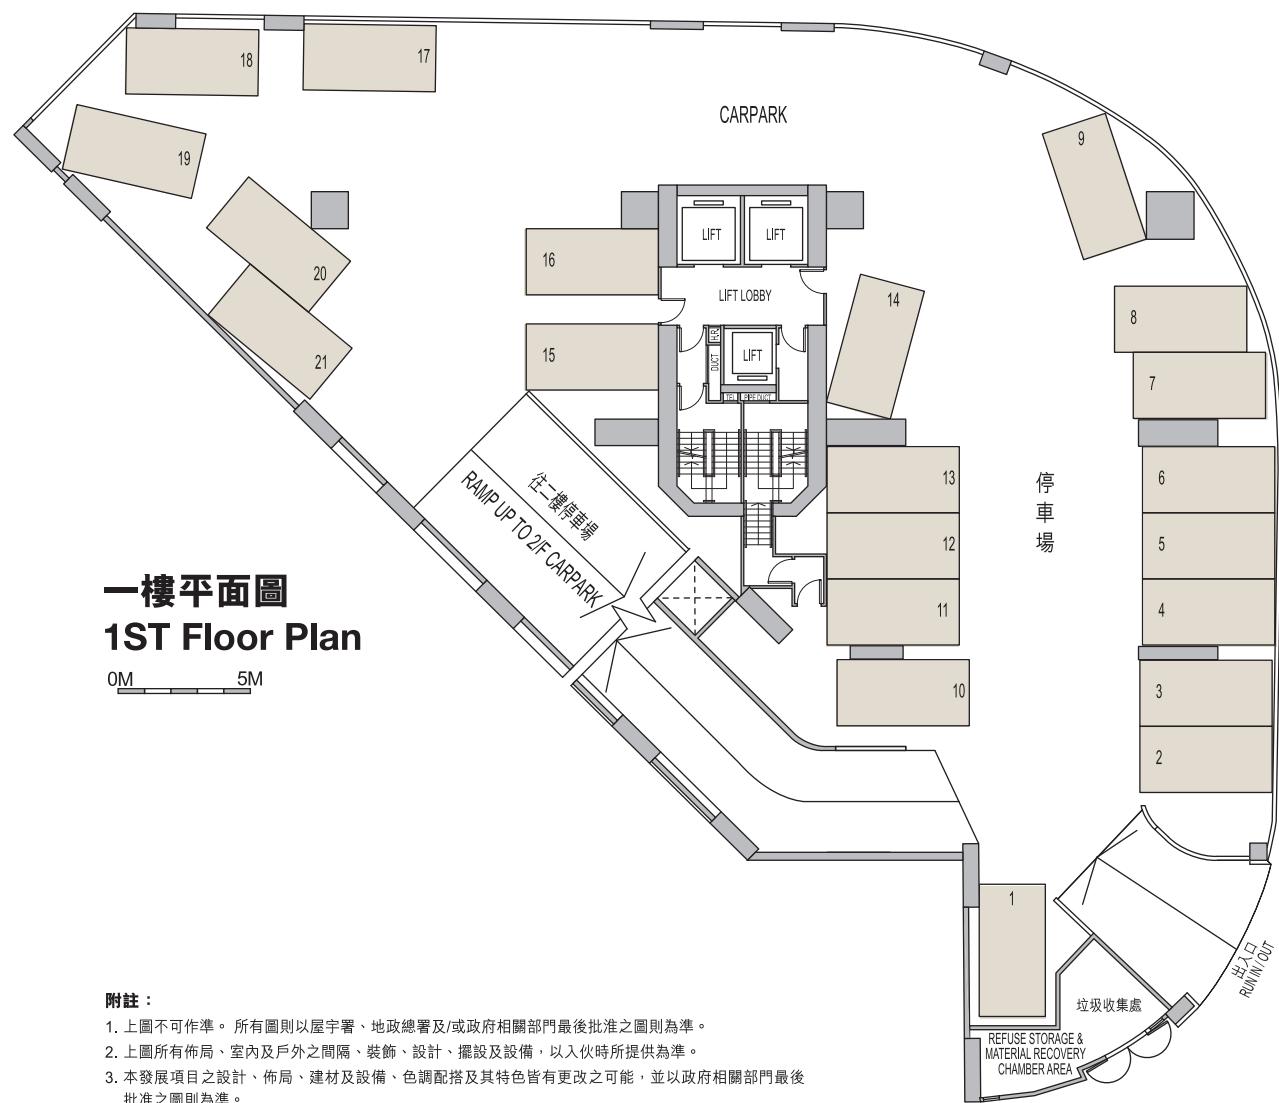 18
17
CARPARK
9
19
LIFT
LIFT
20
16
LIFT LOBBY
14
8
H.R.
15
DUCT
LIFT
7
21
TEL.
PIPE DUCT
13
6
停車場
往二樓停車場
RAMP UP TO 2/F CARPARK
12
5
11
4
一樓平面圖
1ST Floor Plan
0M 5M
10
3
2
1
出入口
RUN IN / OUT
垃圾收集處
REFUSE STORAGE &
MATERIAL RECOVERY
CHAMBER AREA
附註：
1. 上圖不可作準。 所有圖則以屋宇署、地政總署及/或政府相關部門最後批准之圖則為準。
2. 上圖所有佈局、室內及戶外之間隔、裝飾、設計、擺設及設備，以入伙時所提供為準。
3. 本發展項目之設計、佈局、建材及設備、色調配搭及其特色皆有更改之可能，並以政府相關部門最後
批准之圖則為準。